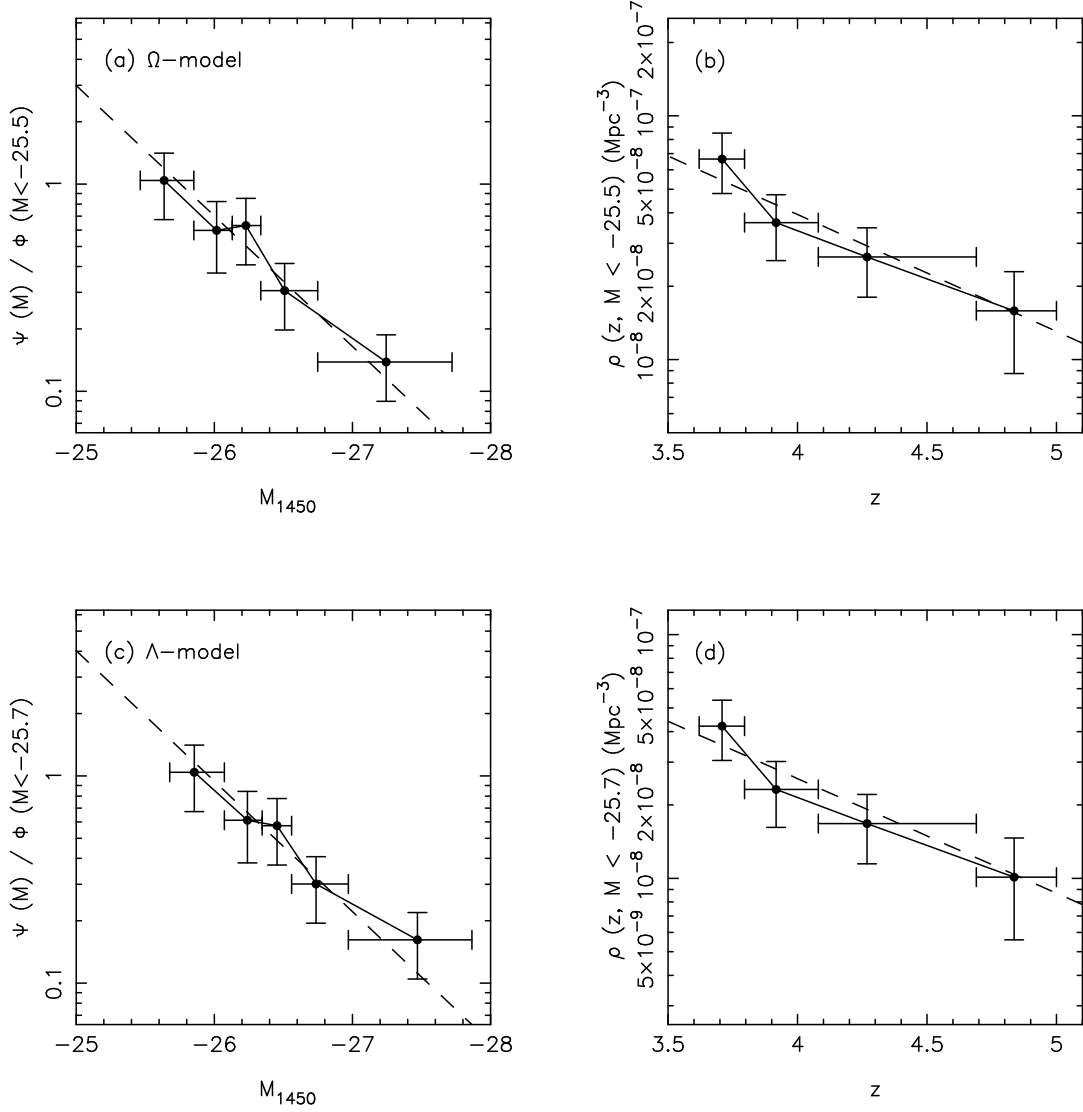 (a) Ω−model
Ψ (M) / ϕ (M<−25.5)
1
0.1
−25
−26
−27
−28
M1450
(b)
ρ (z, M < −25.5) (Mpc−3)
2×10−7
10−7
5×10−8
2×10−8
10−8
3.5
4
4.5
5
z
(c) Λ−model
Ψ (M) / ϕ (M<−25.7)
1
0.1
−25
−26
−27
−28
M1450
(d)
ρ (z, M < −25.7) (Mpc−3)
10−7
5×10−8
2×10−8
10−8
5×10−9
3.5
4
4.5
5
z